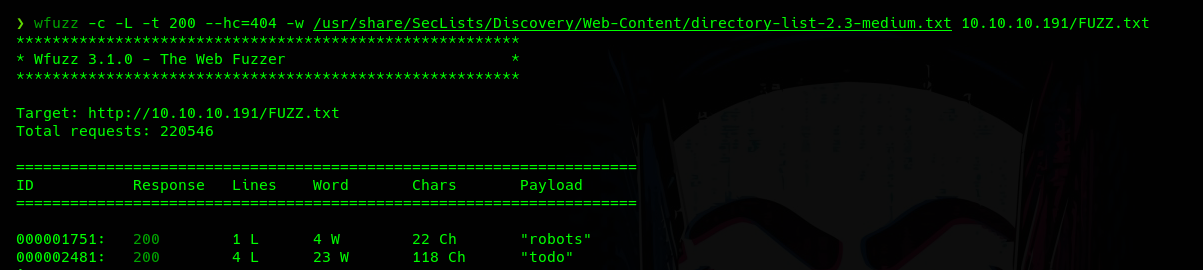 ❯ wfuzz -c -L -t 200 --hc=404 -w /usr/share/SecLists/Discovery/Web-Content/directory-list-2.3-medium.txt 10.10.10.191/FUZZ.txt
********************************************************
* Wfuzz 3.1.0 - The Web Fuzzer                         *
********************************************************
Target: http://10.10.10.191/FUZZ.txt
Total requests: 220546
=====================================================================
ID           Response   Lines    Word       Chars       Payload
=====================================================================
000001751:   200        1 L      4 W        22 Ch       "robots"
000002481:   200        4 L      23 W       118 Ch      "todo"